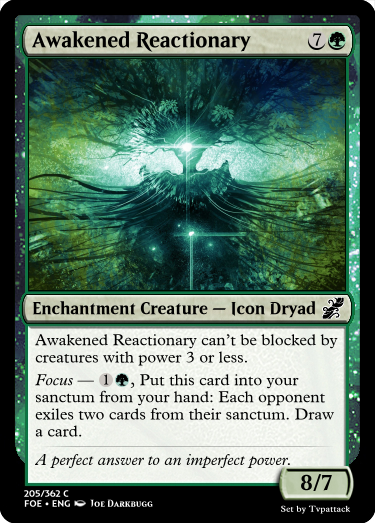 Awakened Reactionary 7
Enchantment Creature — Icon Dryad
Awakened Reactionary can't be blocked by
creatures with power 3 or less.
Focus — 1, Put this card into your
sanctum from your hand: Each opponent
exiles two cards from their sanctum. Draw
a card.
A perfect answer to an imperfect power.
8/7
205/362 C
FOE • ENG Joe Darkbugg
Set by Tvpattack